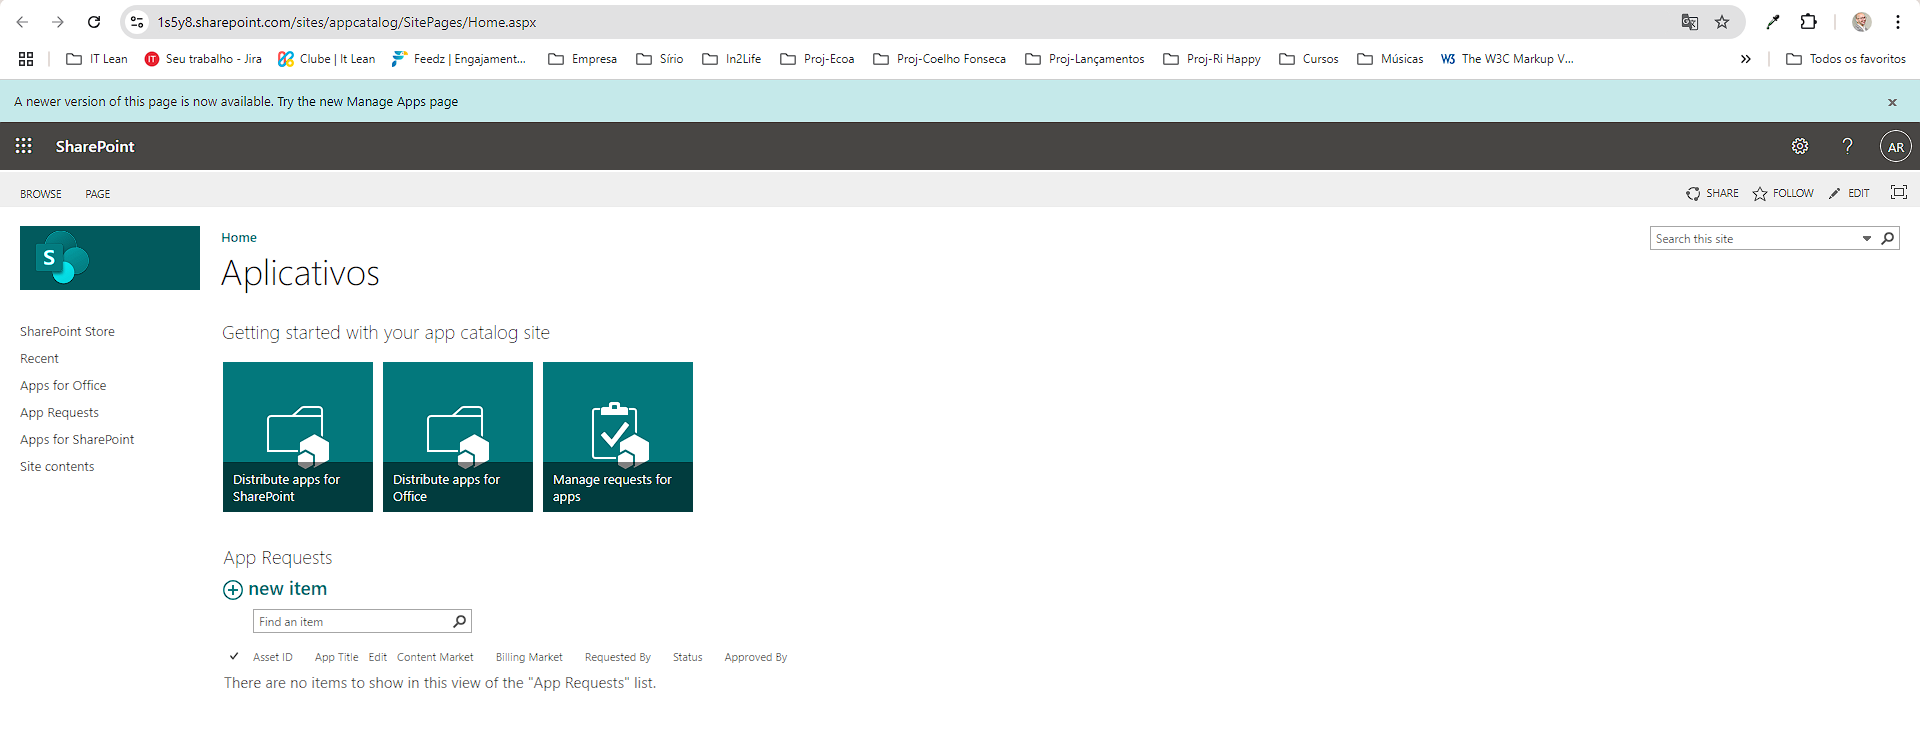 1s5y8.sharepoint.com/sites/appcatalog/SitePages/Home.aspx
IT Lean
Seu trabalho - Jira
Clube | It Lean
Feedz | Engajament...
Empresa
Sírio
In2Life
Proj-Ecoa
Proj-Coelho Fonseca
Proj-Lançamentos
Proj-Ri Happy
Cursos
Músicas
W3 The W3C Markup V...
Todos os favoritos
A newer version of this page is now available. Try the new Manage Apps page
SharePoint
AR
BROWSE
PAGE
SHARE
FOLLOW
EDIT
S
Home
Search this site
Aplicativos
SharePoint Store
Recent
Apps for Office
App Requests
Apps for SharePoint
Site contents
Getting started with your app catalog site
Distribute apps for
SharePoint
Distribute apps for
Office
Manage requests for
apps
App Requests
new item
Find an item
Asset ID
App Title
Edit
Content Market
Billing Market
Requested By
Status
Approved By
There are no items to show in this view of the "App Requests" list.